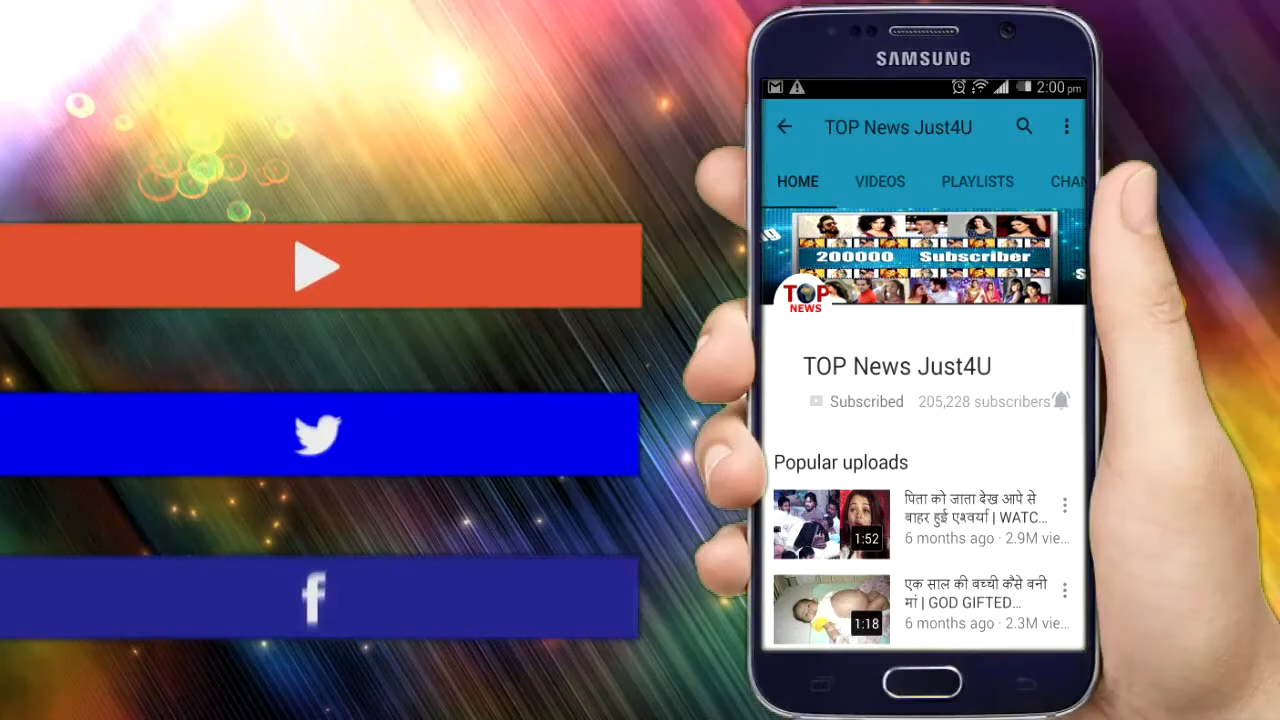 SAMSUNG
2:00 pm
TOP News Just4U
HOME VIDEOS PLAYLISTS CHAN
200000 Subscriber
TOP
NEWS
TOP News Just4U
Subscribed 205,228 subscribers
Popular uploads
पिता को जाता देख आपे से
बाहर हुई एश्वर्या | WATC...
1:52
6 months ago · 2.9M vie...
एक साल की बच्ची कैसे बनी
मां | GOD GIFTED...
1:18
6 months ago · 2.3M vie...